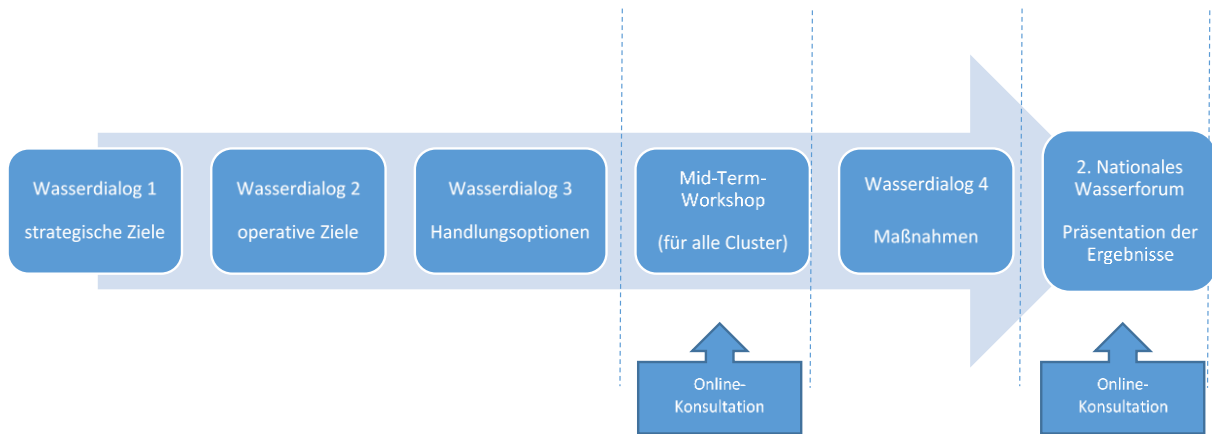 Wasserdialog 1
strategische Ziele
Wasserdialog 2
operative Ziele
Wasserdialog 3
Handlungsoptionen
Mid-Term-
Workshop
(für alle Cluster)
Wasserdialog 4
Maßnahmen
2. Nationales
Wasserforum
Präsentation der
Ergebnisse
Online-
Konsultation
Online-
Konsultation